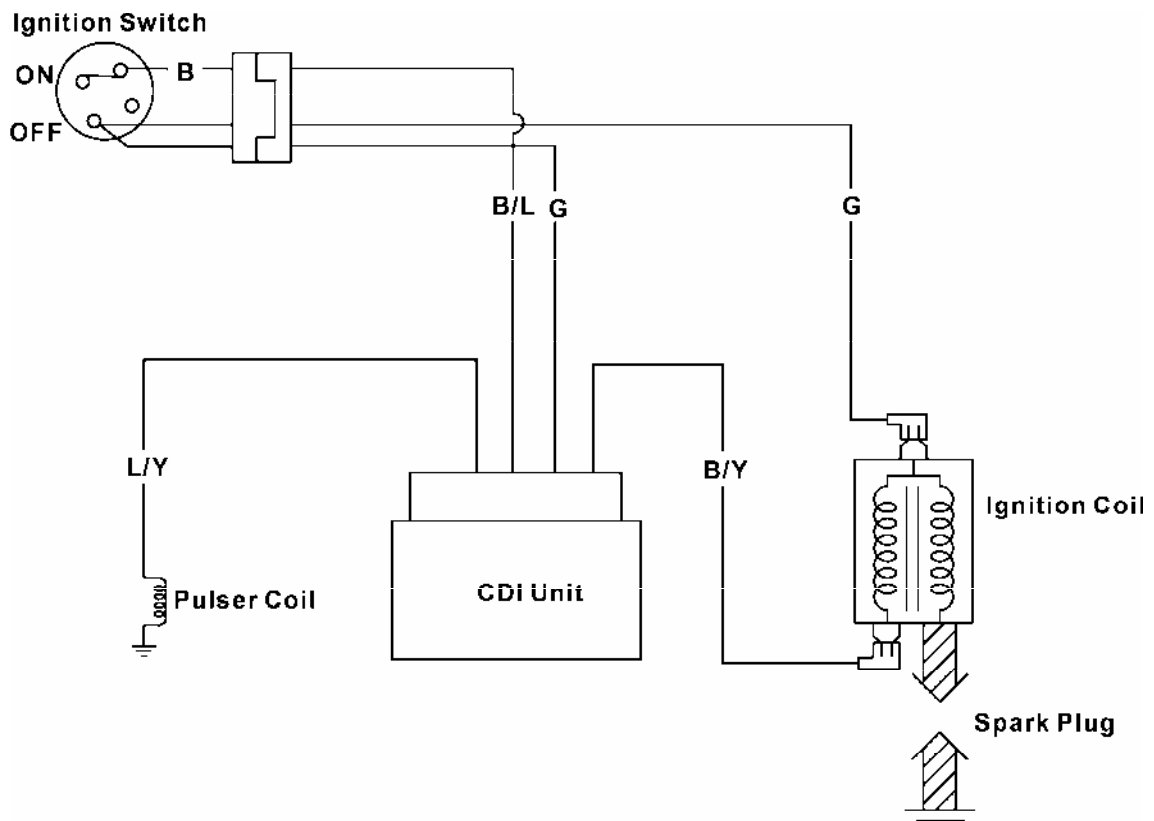 Ignition Switch
ON
B
OFF
B/L
G
G
L/Y
B/Y
Ignition Coil
Pulser Coil
CDI Unit
Spark Plug